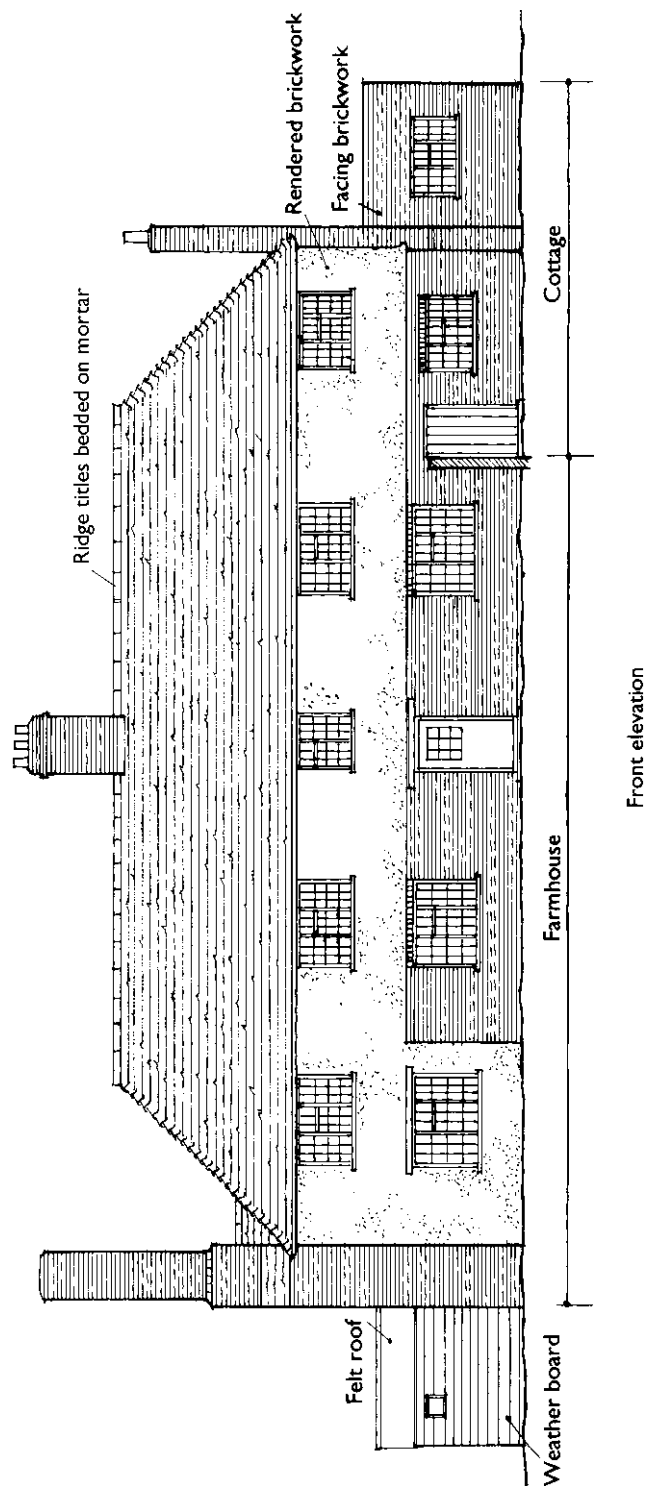 Ridge titles bedded on mortar
Rendered brickwork
Facing brickwork
Felt roof
Weather board
Farmhouse
Cottage
Front elevation